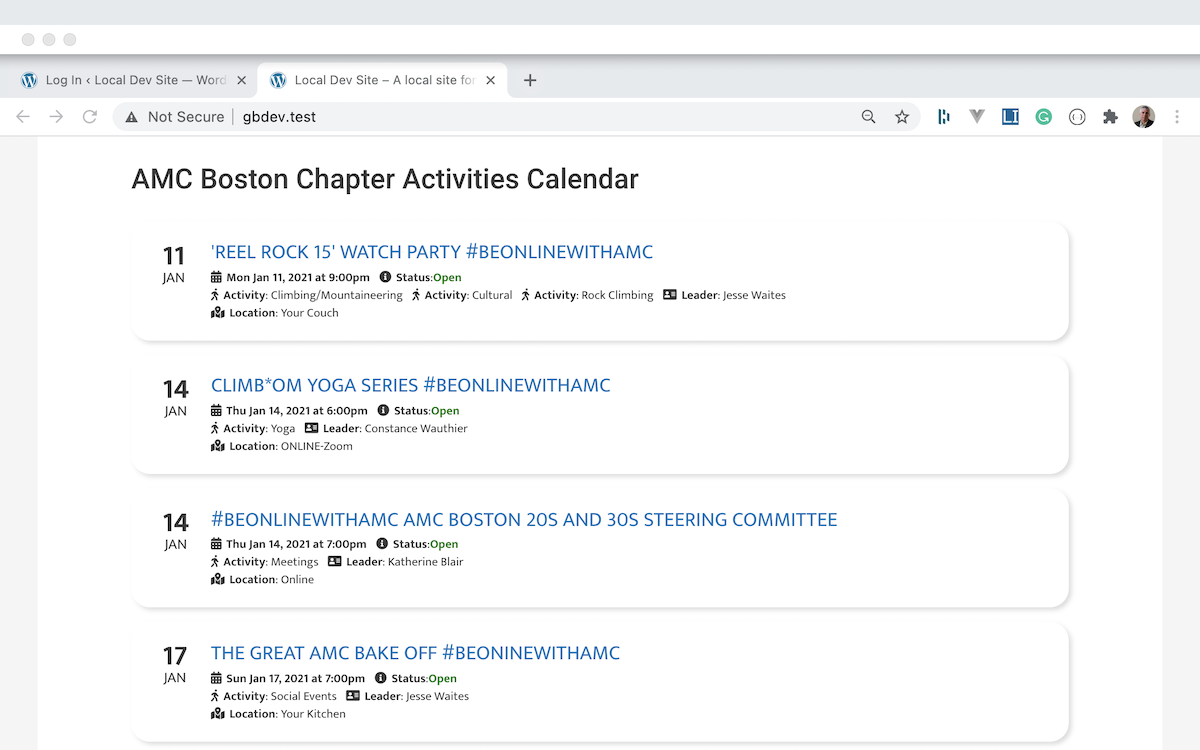 Log In ‹ Local Dev Site — Word
Local Dev Site – A local site for
Not Secure | gbdev.test
AMC Boston Chapter Activities Calendar
11
JAN
'REEL ROCK 15' WATCH PARTY #BEONLINEWITHAMC
Mon Jan 11, 2021 at 9:00pm Status:Open
Activity: Climbing/Mountaineering Activity: Cultural Activity: Rock Climbing Leader: Jesse Waites
Location: Your Couch
14
JAN
CLIMB*OM YOGA SERIES #BEONLINEWITHAMC
Thu Jan 14, 2021 at 6:00pm Status:Open
Activity: Yoga Leader: Constance Wauthier
Location: ONLINE-Zoom
14
JAN
#BEONLINEWITHAMC AMC BOSTON 20S AND 30S STEERING COMMITTEE
Thu Jan 14, 2021 at 7:00pm Status:Open
Activity: Meetings Leader: Katherine Blair
Location: Online
17
JAN
THE GREAT AMC BAKE OFF #BEONINEWITHAMC
Sun Jan 17, 2021 at 7:00pm Status:Open
Activity: Social Events Leader: Jesse Waites
Location: Your Kitchen